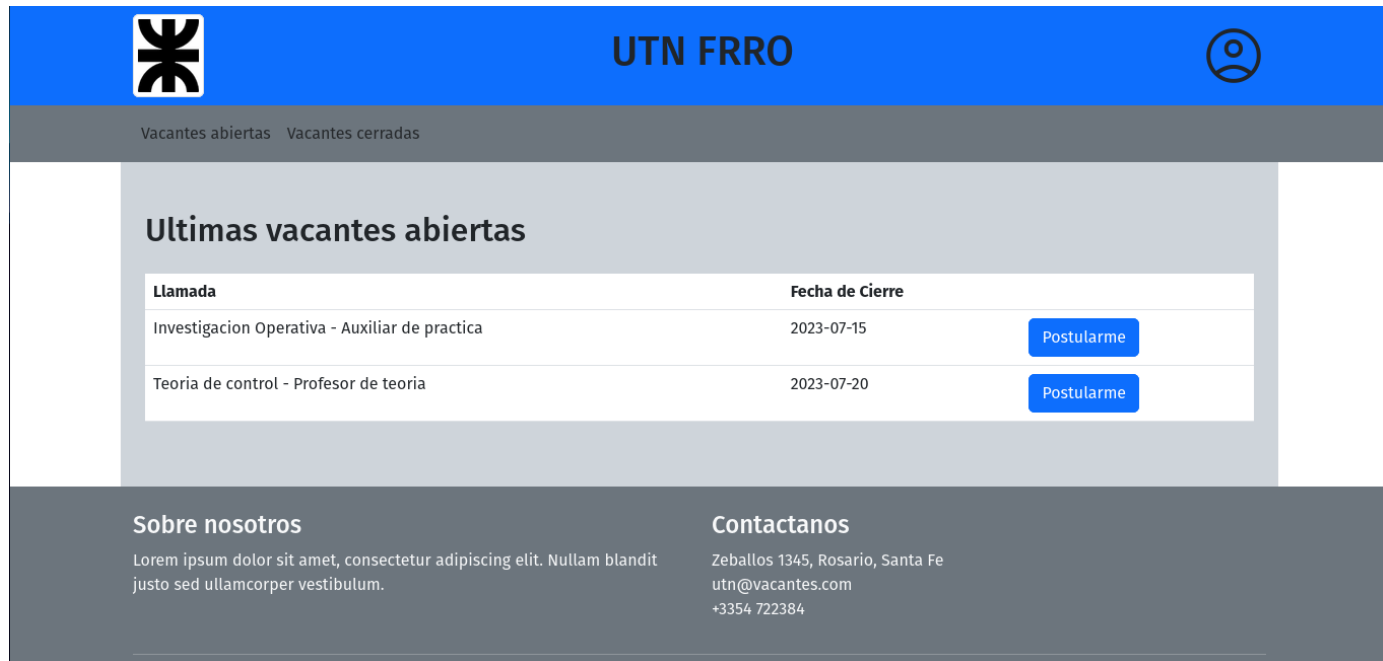 UTN FRRO
Vacantes abiertas Vacantes cerradas
Ultimas vacantes abiertas
Llamada Fecha de Cierre
Investigacion Operativa - Auxiliar de practica 2023-07-15 Postularme
Teoria de control - Profesor de teoria 2023-07-20 Postularme
Sobre nosotros
Lorem ipsum dolor sit amet, consectetur adipiscing elit. Nullam blandit
justo sed ullamcorper vestibulum.
Contactanos
Zeballos 1345, Rosario, Santa Fe
utn@vacantes.com
+3354 722384